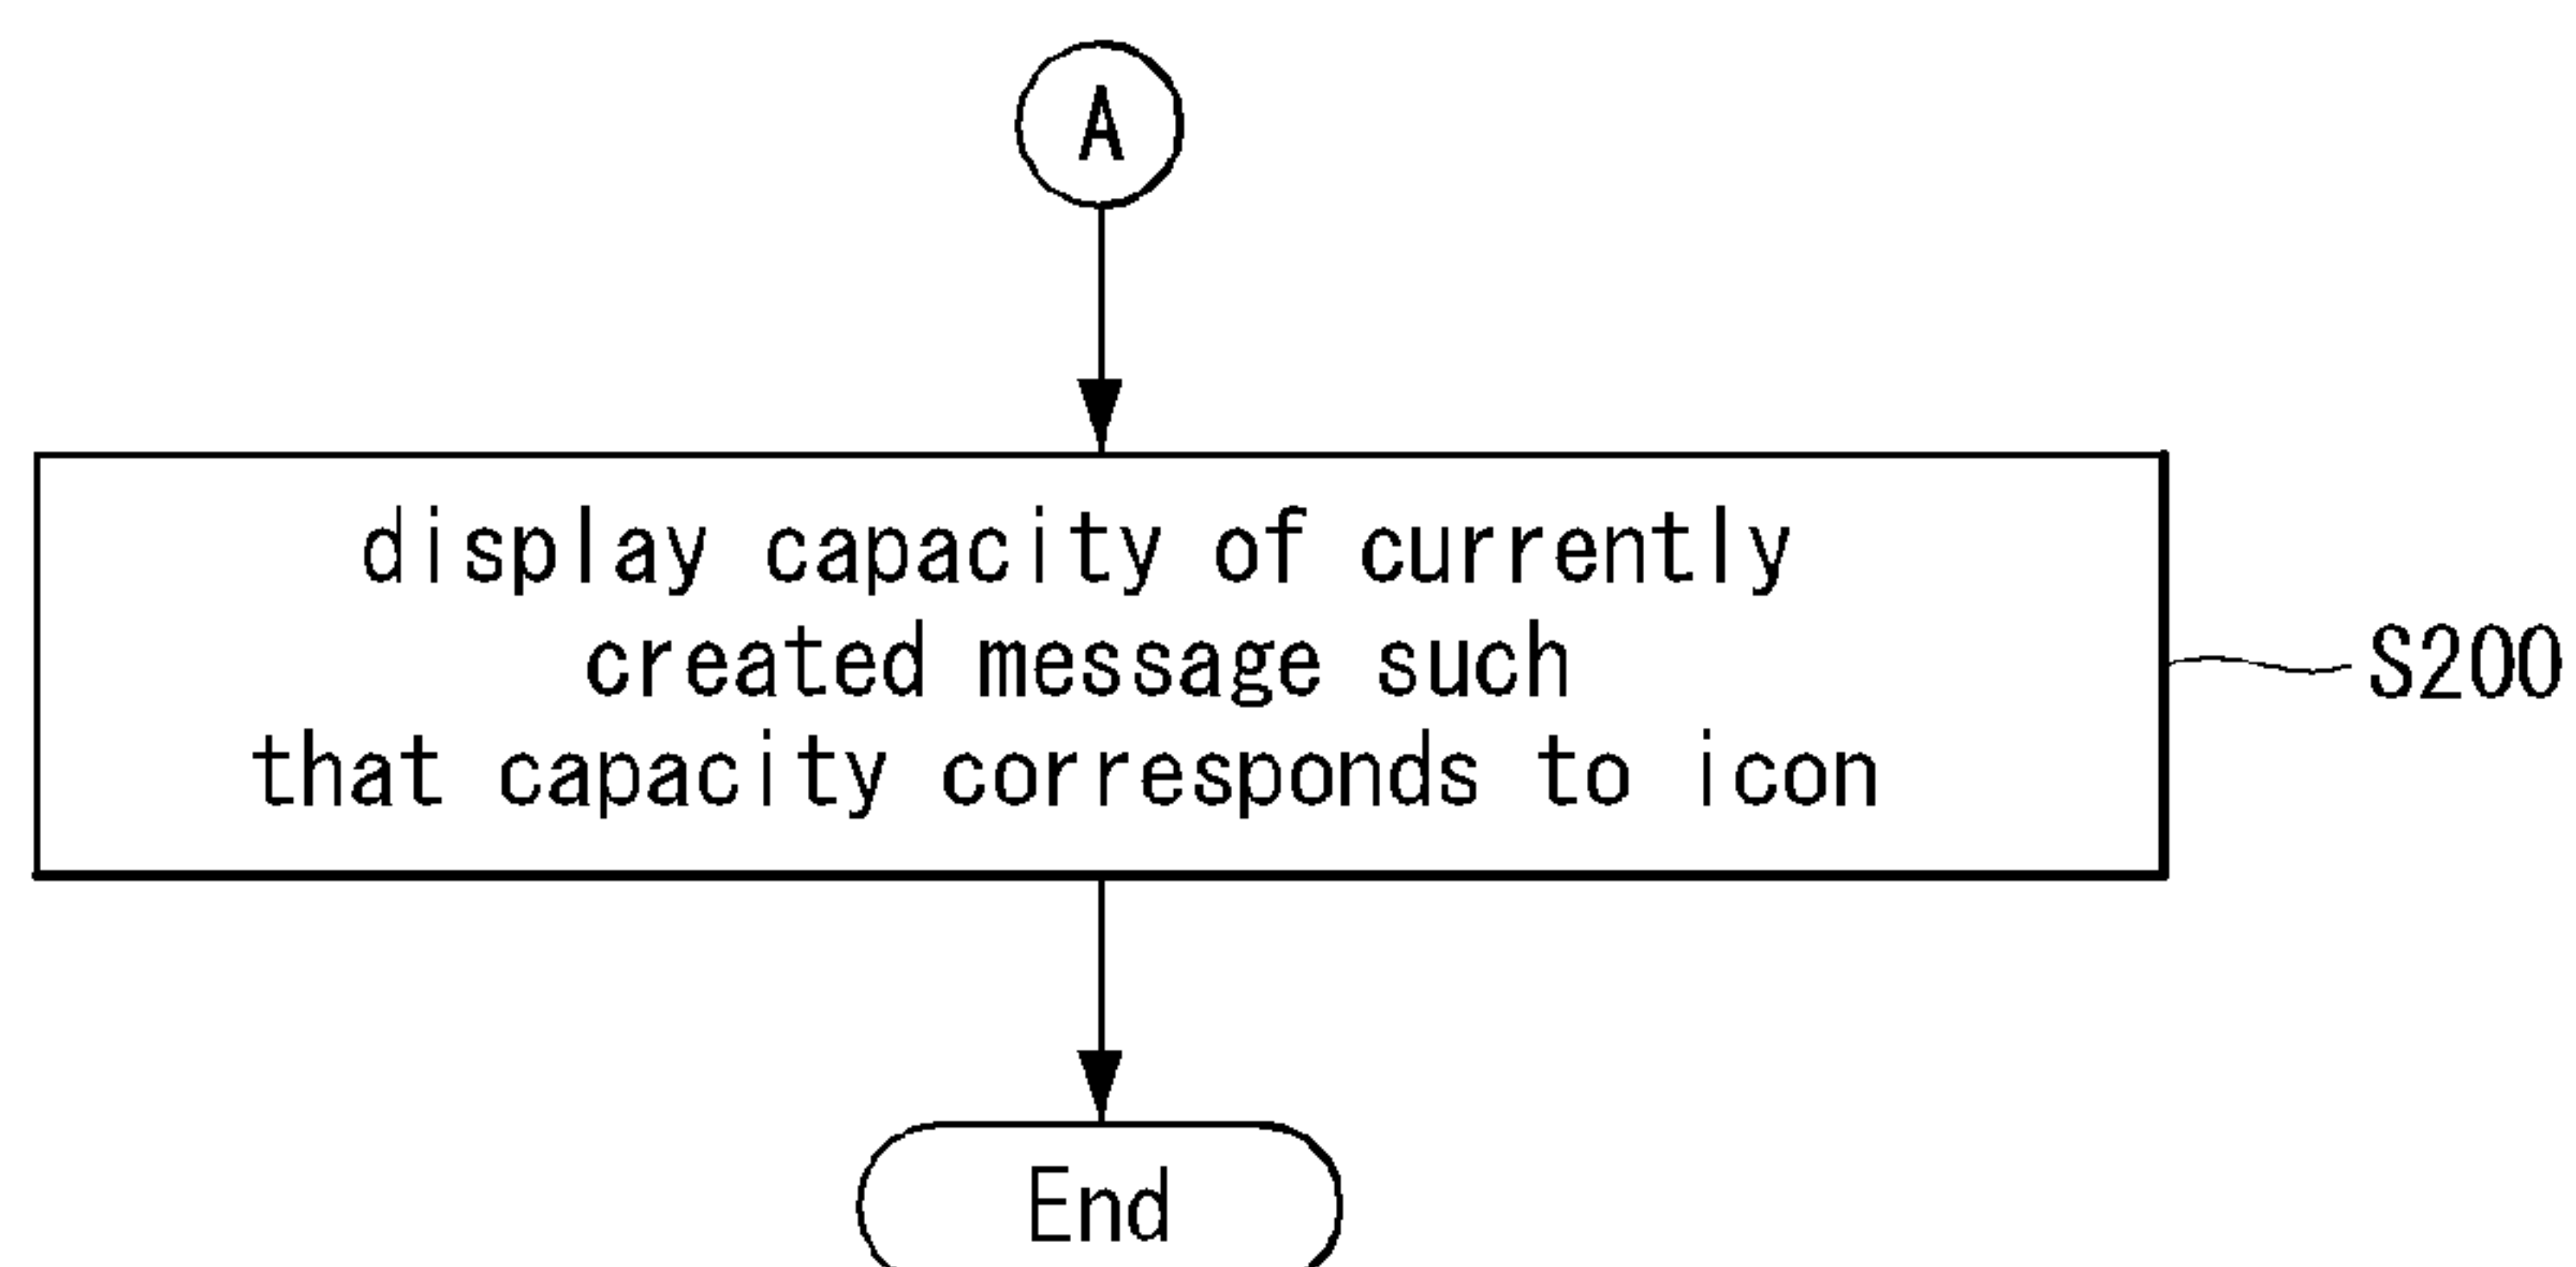 A
display capacity of currently
created message such
that capacity corresponds to icon
S200
End